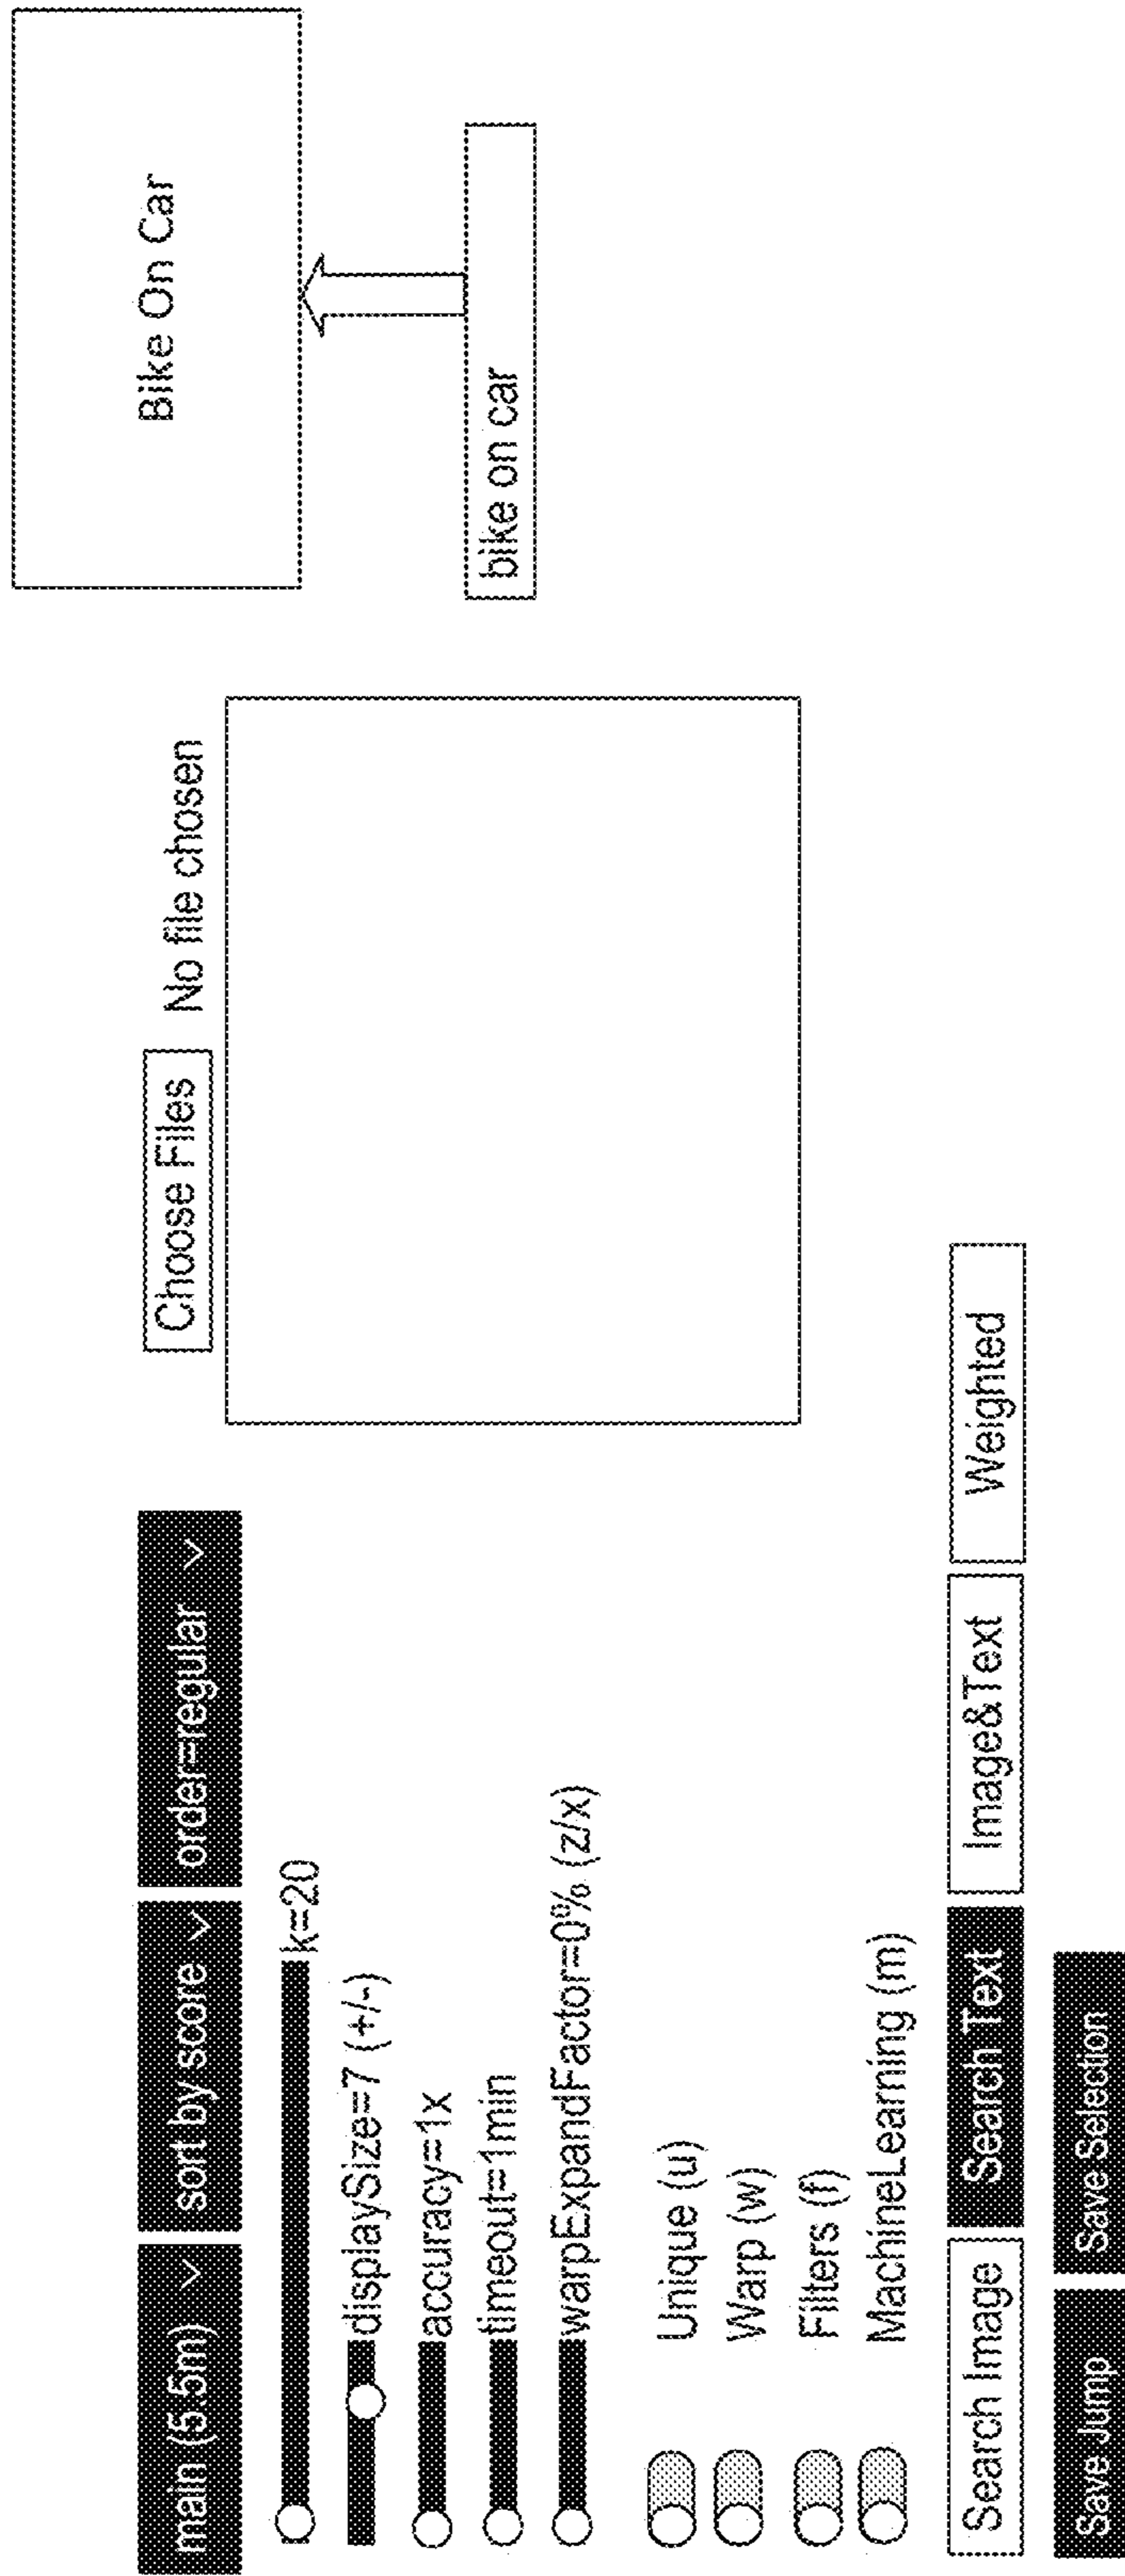 main (5.5m) sort by score order=regular
k=20
displaySize=7 (+/-)
accuracy=1x
timeout=1min
warpExpandFactor=0% (z/x)
Unique (u)
Warp (w)
Filters (f)
MachineLearning (m)
Search Image Search Text Image&Text Weighted
Save Jump Save Selection
Choose Files No file chosen
Bike On Car
bike on car